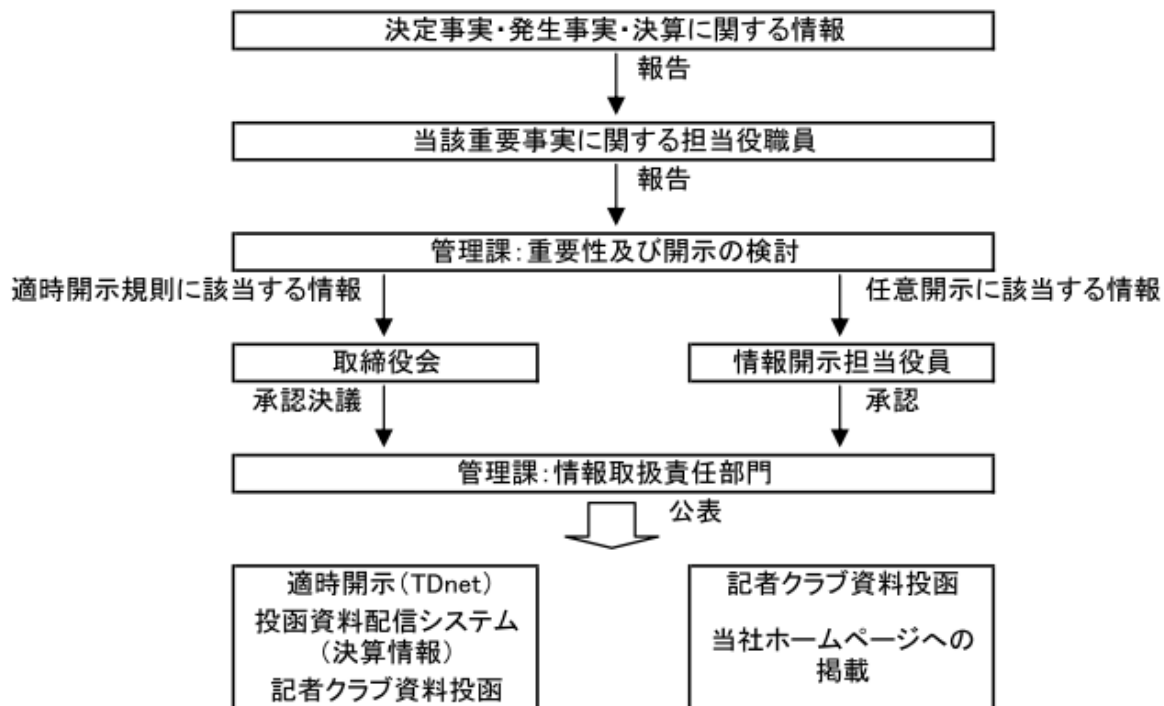 決定事実・発生事実・決算に関する情報
報告
当該重要事実に関する担当役職員
報告
管理課：重要性及び開示の検討
適時開示規則に該当する情報
任意開示に該当する情報
取締役会
情報開示担当役員
承認決議
承認
管理課：情報取扱責任部門
公表
適時開示（TDnet）
投函資料配信システム
（決算情報）
記者クラブ資料投函
記者クラブ資料投函
当社ホームページへの
掲載